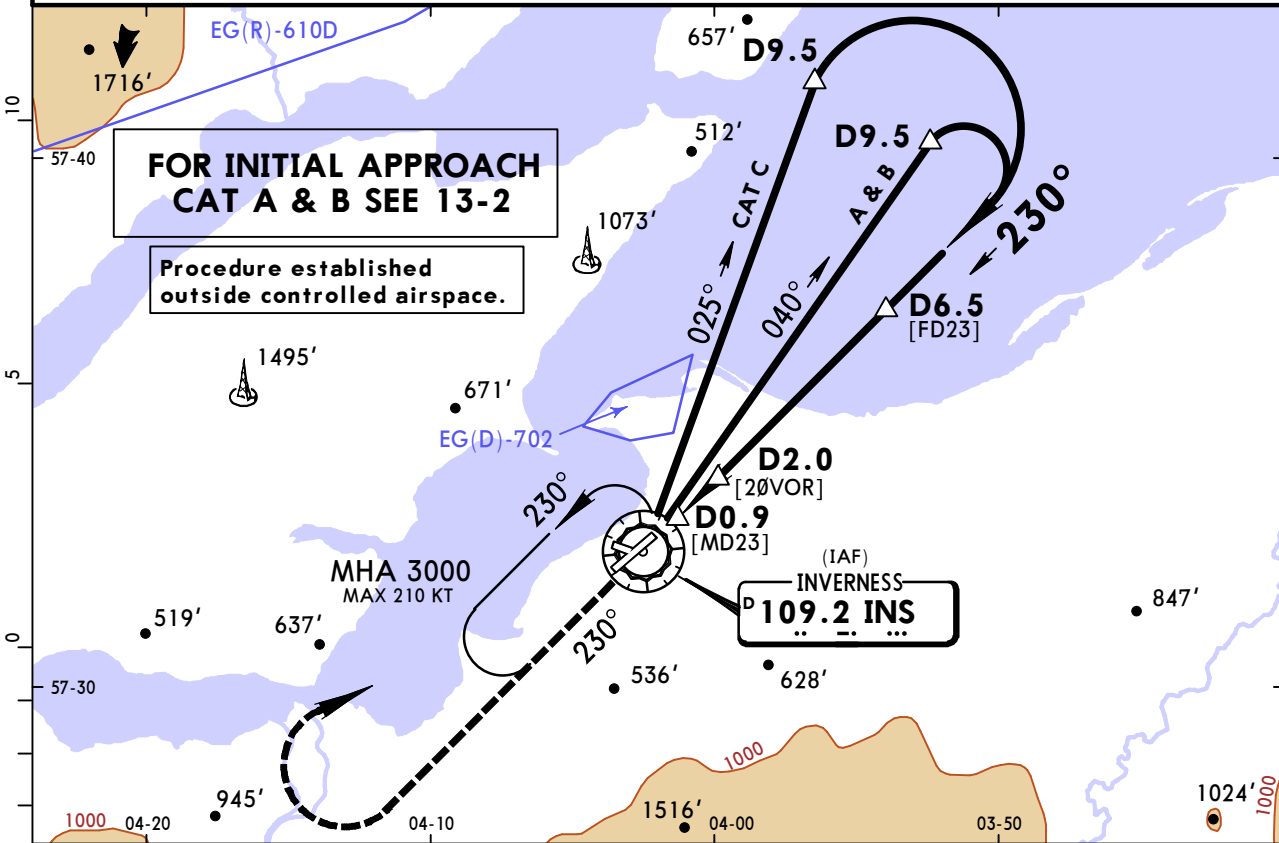 EG(R)-610D
657'
D9.5
1716'
10
57-40
FOR INITIAL APPROACH
CAT A & B SEE 13-2
512'
D9.5
CAT C
A & B
230°
1073'
Procedure established
outside controlled airspace.
025°
040°
D6.5
[FD23]
1495'
5
671'
EG(D)-702
D2.0
[2ØVOR]
230°
D0.9
[MD23]
MHA 3000
MAX 210 KT
(IAF)
INVERNESS
D 109.2 INS
519'
637'
230°
847'
0
57-30
536'
628'
1000
945'
1516'
1024'
1000
1000
04-20
04-10
04-00
03-50